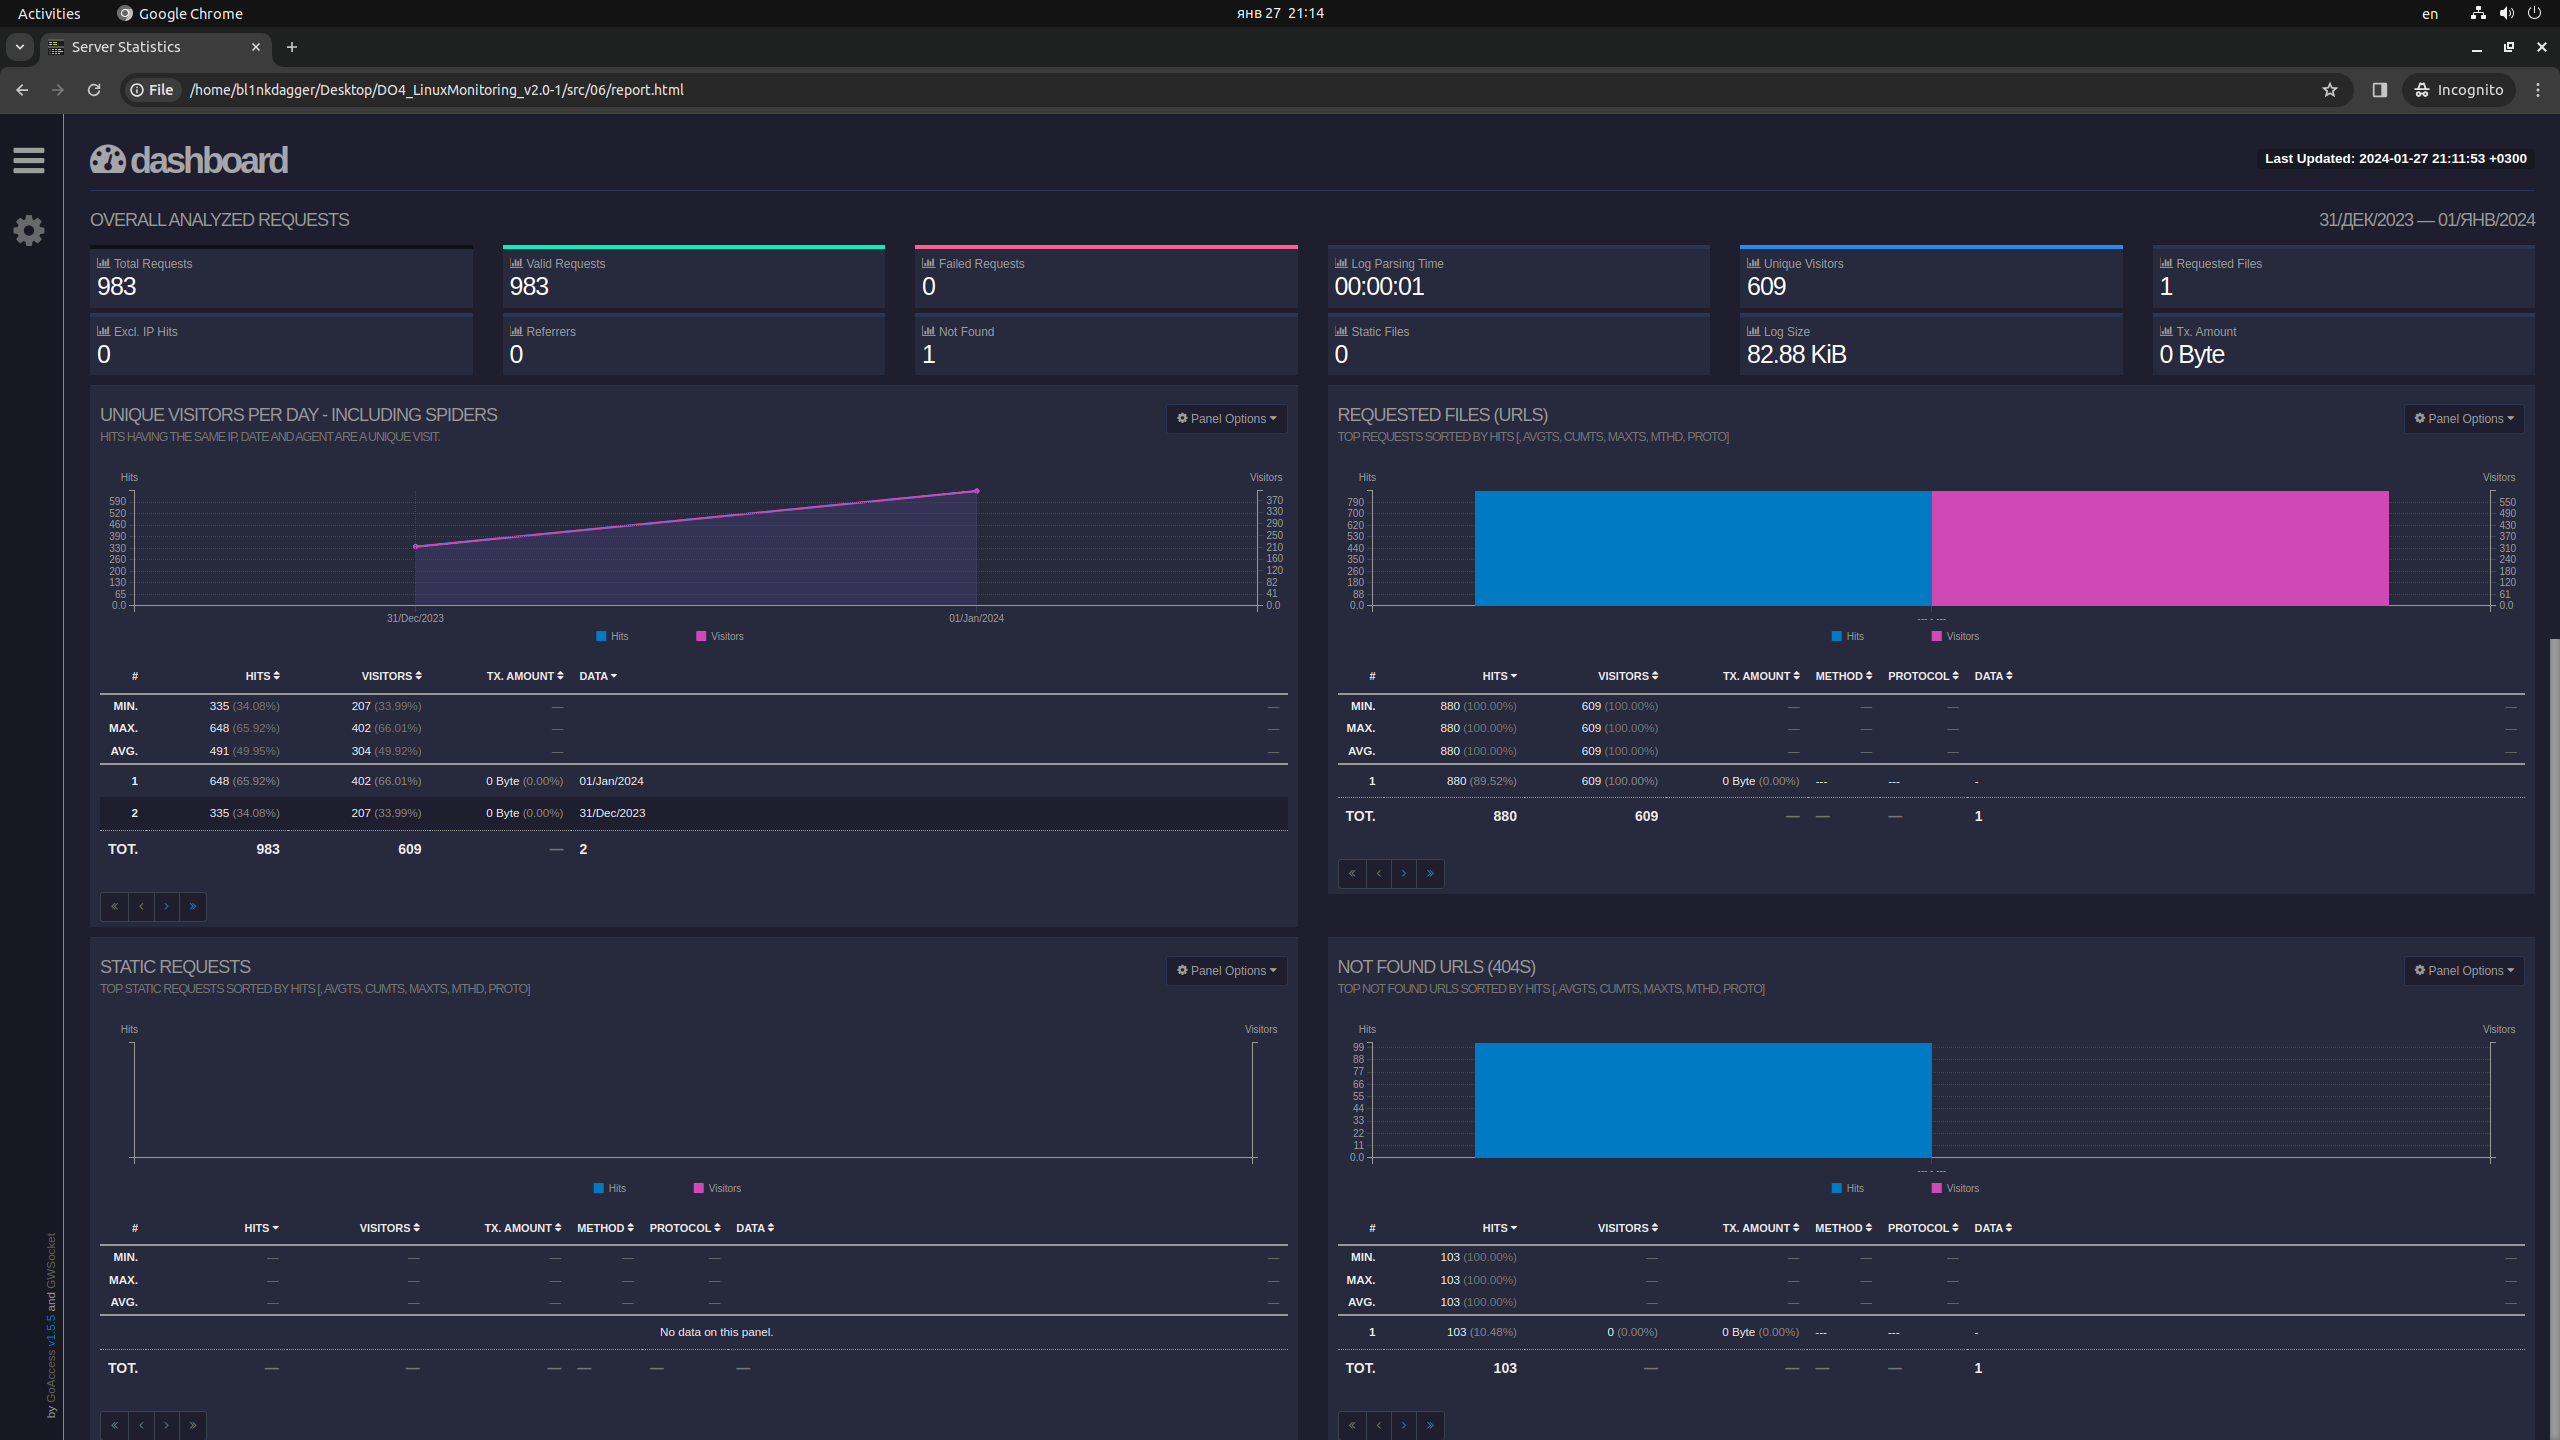 Activities Google Chrome янв 27 21:14 en
Server Statistics
File /home/bl1nkdagger/Desktop/DO4_LinuxMonitoring_v2.0-1/src/06/report.html Incognito
dashboard Last Updated: 2024-01-27 21:11:53 +0300
OVERALL ANALYZED REQUESTS 31/ДЕК/2023 — 01/ЯНВ/2024
Total Requests Valid Requests Failed Requests Log Parsing Time Unique Visitors Requested Files
983 983 0 00:00:01 609 1
Excl. IP Hits Referrers Not Found Static Files Log Size Tx. Amount
0 0 1 0 82.88 KiB 0 Byte
UNIQUE VISITORS PER DAY - INCLUDING SPIDERS Panel Options
HITS HAVING THE SAME IP, DATE AND AGENT ARE A UNIQUE VISIT.
Hits Visitors
590 370
520 330
460 290
390 250
330 210
260 160
200 120
130 82
65 41
0.0 0.0
31/Dec/2023 01/Jan/2024
Hits Visitors
# HITS VISITORS TX. AMOUNT DATA
MIN. 335 (34.08%) 207 (33.99%) — —
MAX. 648 (65.92%) 402 (66.01%) — —
AVG. 491 (49.95%) 304 (49.92%) — —
1 648 (65.92%) 402 (66.01%) 0 Byte (0.00%) 01/Jan/2024
2 335 (34.08%) 207 (33.99%) 0 Byte (0.00%) 31/Dec/2023
TOT. 983 609 — 2
« ‹ › »
REQUESTED FILES (URLS) Panel Options
TOP REQUESTS SORTED BY HITS [, AVGTS, CUMTS, MAXTS, MTHD, PROTO]
Hits Visitors
790 550
700 490
620 430
530 370
440 310
350 240
260 180
180 120
88 61
0.0 0.0
--- - ---
Hits Visitors
# HITS VISITORS TX. AMOUNT METHOD PROTOCOL DATA
MIN. 880 (100.00%) 609 (100.00%) — — — —
MAX. 880 (100.00%) 609 (100.00%) — — — —
AVG. 880 (100.00%) 609 (100.00%) — — — —
1 880 (89.52%) 609 (100.00%) 0 Byte (0.00%) --- --- -
TOT. 880 609 — — — 1
« ‹ › »
STATIC REQUESTS Panel Options
TOP STATIC REQUESTS SORTED BY HITS [, AVGTS, CUMTS, MAXTS, MTHD, PROTO]
Hits Visitors
Hits Visitors
# HITS VISITORS TX. AMOUNT METHOD PROTOCOL DATA
MIN. — — — — — —
MAX. — — — — — —
AVG. — — — — — —
No data on this panel.
TOT. — — — — — —
« ‹ › »
NOT FOUND URLS (404S) Panel Options
TOP NOT FOUND URLS SORTED BY HITS [, AVGTS, CUMTS, MAXTS, MTHD, PROTO]
Hits Visitors
99
88
77
66
55
44
33
22
11
0.0
--- - ---
Hits Visitors
# HITS VISITORS TX. AMOUNT METHOD PROTOCOL DATA
MIN. 103 (100.00%) — — — — —
MAX. 103 (100.00%) — — — — —
AVG. 103 (100.00%) — — — — —
1 103 (10.48%) 0 (0.00%) 0 Byte (0.00%) --- --- -
TOT. 103 — — — — 1
« ‹ › »
by GoAccess v1.5.5 and GWSocket